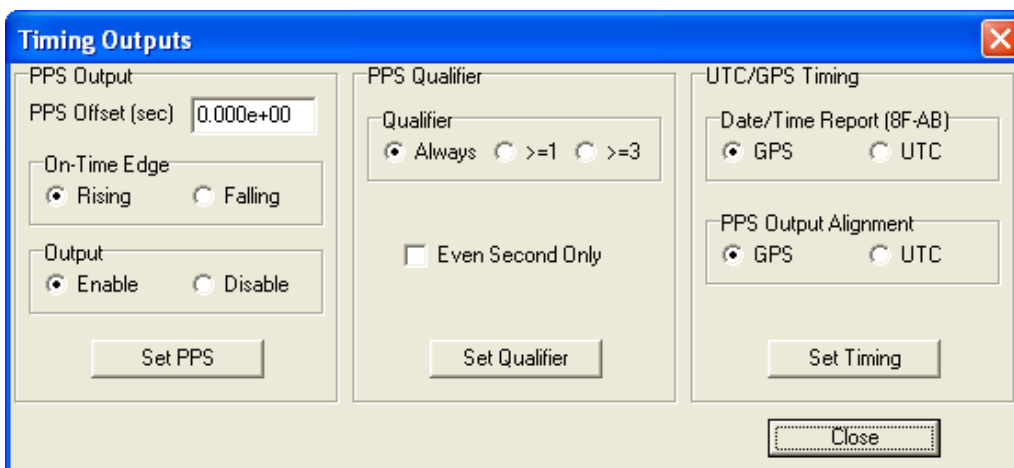 Timing Outputs
PPS Output
PPS Offset (sec) 0.000e+00
On-Time Edge
Rising Falling
Output
Enable Disable
Set PPS
PPS Qualifier
Qualifier
Always >=1 >=3
Even Second Only
Set Qualifier
UTC/GPS Timing
Date/Time Report (8F-AB)
GPS UTC
PPS Output Alignment
GPS UTC
Set Timing
Close